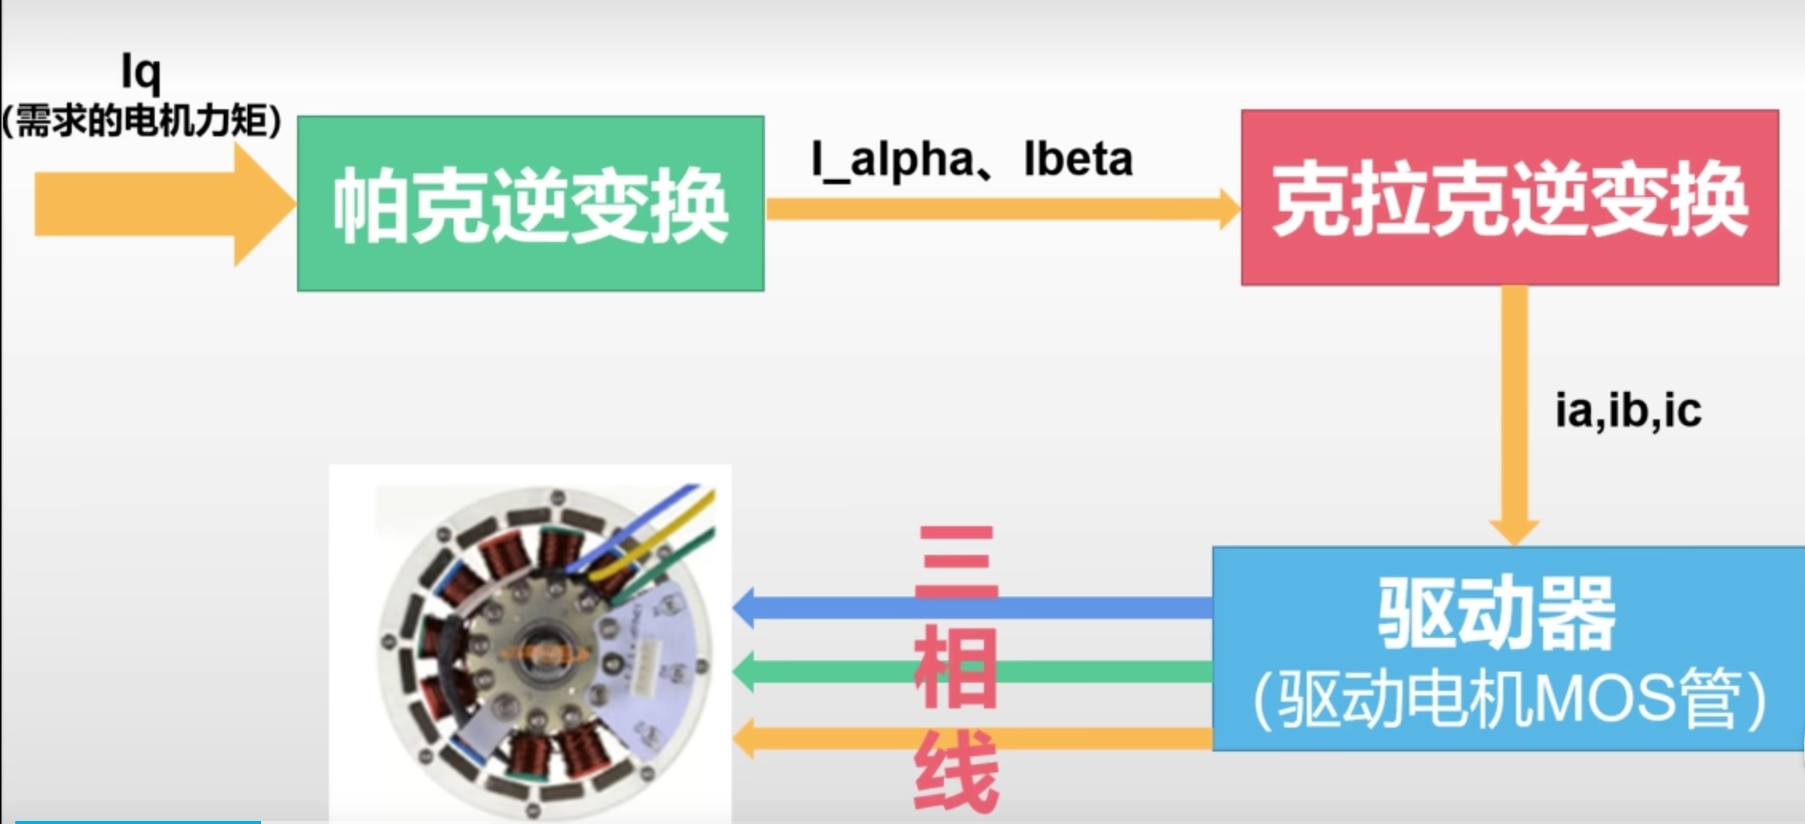 Iq
(需求的电机力矩)
帕克逆变换
I_alpha、Ibeta
克拉克逆变换
ia,ib,ic
三
相
线
驱动器
(驱动电机MOS管)